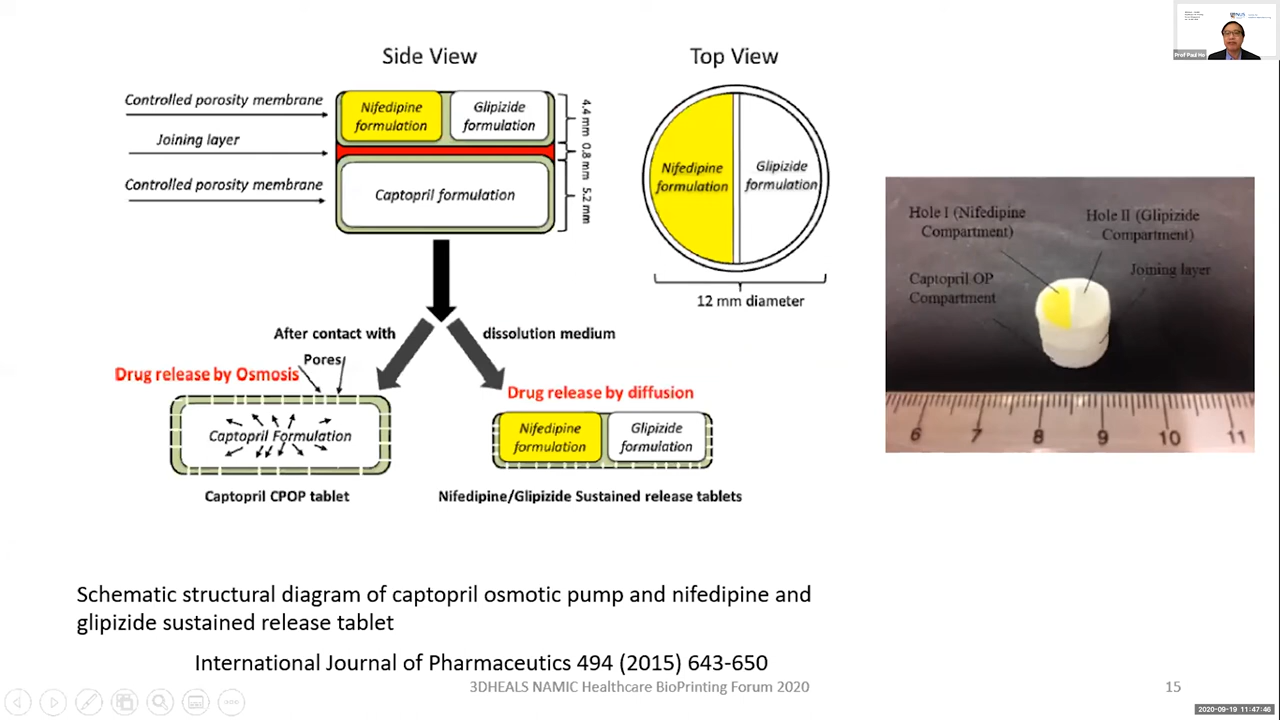 Side View
Top View
Controlled porosity membrane
Joining layer
Controlled porosity membrane
Nifedipine
formulation
Glipizide
formulation
Captopril formulation
4.4 mm
0.8 mm
5.2 mm
Nifedipine
formulation
Glipizide
formulation
12 mm diameter
Hole I (Nifedipine
Compartment)
Hole II (Glipizide
Compartment)
Captopril OP
Compartment
Joining layer
6 7 8 9 10 11
After contact with
dissolution medium
Pores
Drug release by Osmosis
Captopril Formulation
Captopril CPOP tablet
Drug release by diffusion
Nifedipine
formulation
Glipizide
formulation
Nifedipine/Glipizide Sustained release tablets
Schematic structural diagram of captopril osmotic pump and nifedipine and
glipizide sustained release tablet
International Journal of Pharmaceutics 494 (2015) 643-650
3DHEALS NAMIC Healthcare BioPrinting Forum 2020
15
Prof Paul Ho
NUS
2020-09-19 11:47:46